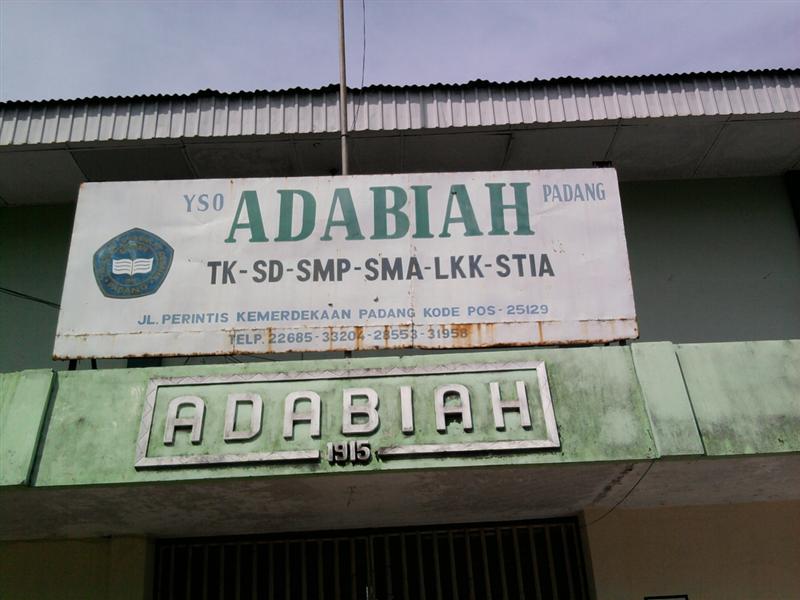 YSO ADABIAH PADANG
TK-SD-SMP-SMA-LKK-STIA
JL. PERINTIS KEMERDEKAAN PADANG KODE POS - 25129
TELP. 22685-33204-28553-31958
ADABIAH
1915